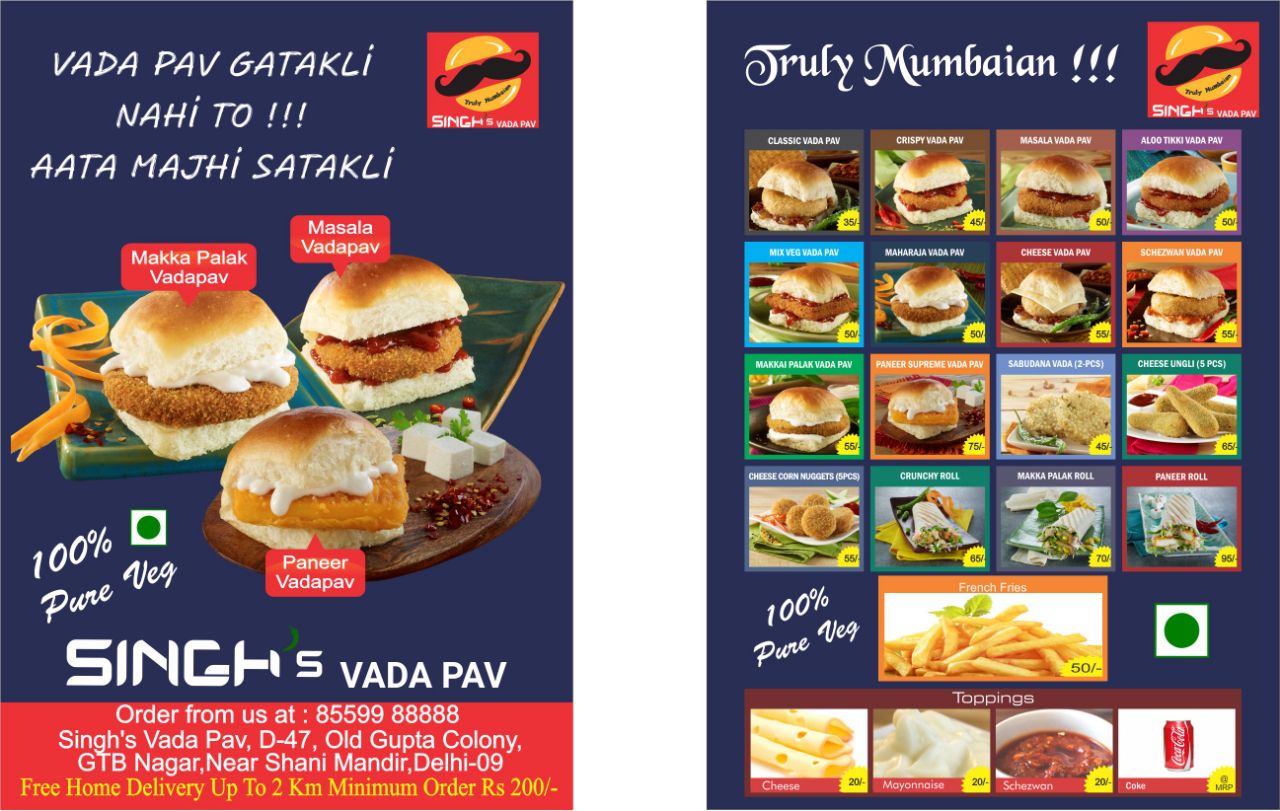 VADA PAV GATAKLi
NAHi TO !!!
AATA MAJHi SATAKLi
Truly Mumbaian
SINGH's VADA PAV
Masala
Vadapav
Makka Palak
Vadapav
Paneer
Vadapav
100%
Pure Veg
SINGH's VADA PAV
Order from us at : 85599 88888
Singh's Vada Pav, D-47, Old Gupta Colony,
GTB Nagar,Near Shani Mandir,Delhi-09
Free Home Delivery Up To 2 Km Minimum Order Rs 200/-
Truly Mumbaian !!!
Truly Mumbaian
SINGH's VADA PAV
CLASSIC VADA PAV
35/-
CRISPY VADA PAV
45/-
MASALA VADA PAV
50/-
ALOO TIKKI VADA PAV
50/-
MIX VEG VADA PAV
50/-
MAHARAJA VADA PAV
50/-
CHEESE VADA PAV
55/-
SCHEZWAN VADA PAV
55/-
MAKKAI PALAK VADA PAV
55/-
PANEER SUPREME VADA PAV
75/-
SABUDANA VADA (2-PCS)
45/-
CHEESE UNGLI (5 PCS)
65/-
CHEESE CORN NUGGETS (5PCS)
55/-
CRUNCHY ROLL
65/-
MAKKA PALAK ROLL
70/-
PANEER ROLL
95/-
100%
Pure Veg
French Fries
50/-
Toppings
Cheese
20/-
Mayonnaise
20/-
Schezwan
20/-
Coca-Cola
Coke
@
MRP